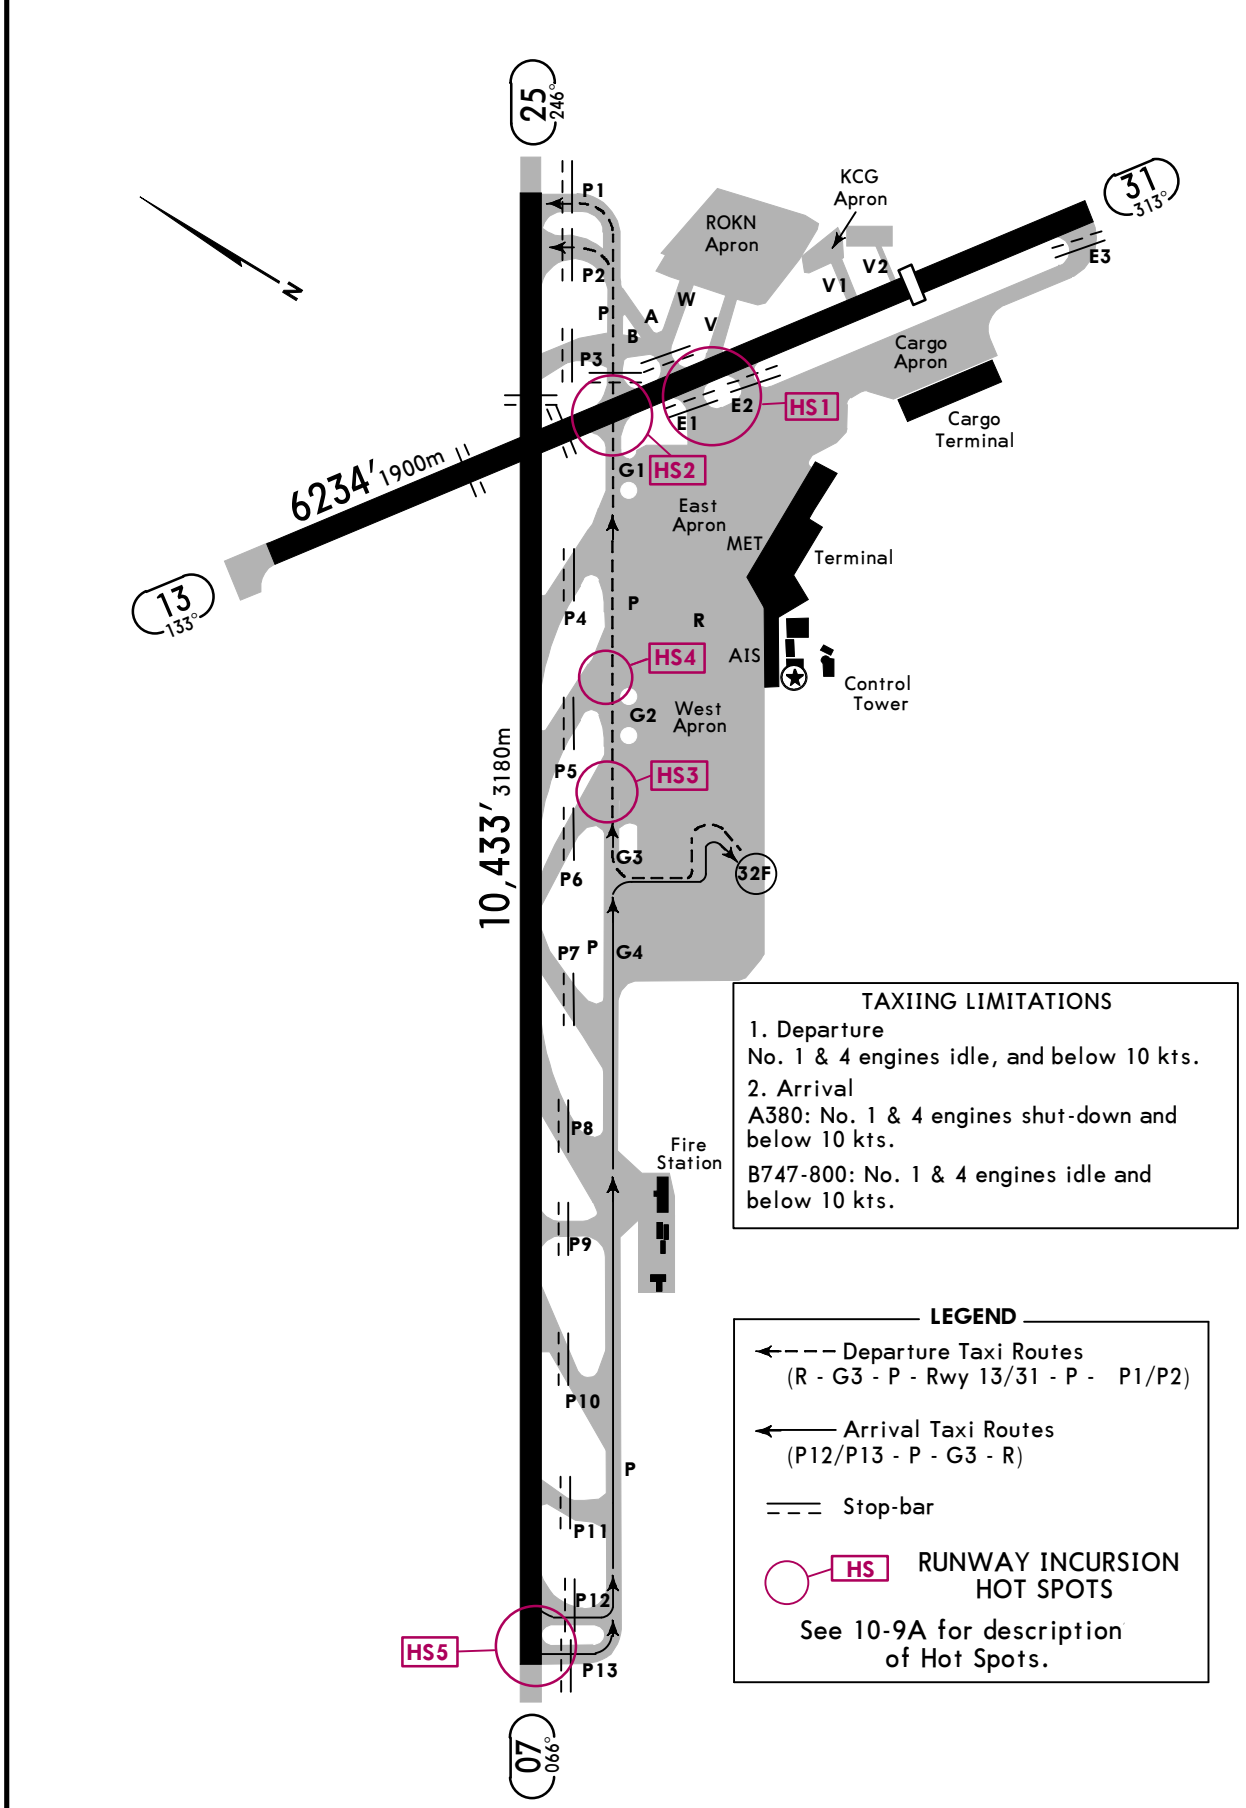 25
246°
P1
KCG
Apron
31
313°
ROKN
Apron
P2
V2
E3
V1
W
P
A
V
B
N
P3
Cargo
Apron
E2
HS1
E1
Cargo
Terminal
6234′ 1900m
G1
HS2
East
Apron
MET
Terminal
13
133°
P4
P
R
HS4
AIS
Control
Tower
G2
West
Apron
P5
HS3
10,433′ 3180m
G3
P6
32F
P7
P
G4
TAXIING LIMITATIONS
1. Departure
No. 1 & 4 engines idle, and below 10 kts.
2. Arrival
A380: No. 1 & 4 engines shut-down and
below 10 kts.
B747-800: No. 1 & 4 engines idle and
below 10 kts.
P8
Fire
Station
P9
P10
P
P11
P12
HS5
P13
07
066°
LEGEND
Departure Taxi Routes
(R - G3 - P - Rwy 13/31 - P - P1/P2)
Arrival Taxi Routes
(P12/P13 - P - G3 - R)
Stop-bar
HS
RUNWAY INCURSION
HOT SPOTS
See 10-9A for description
of Hot Spots.